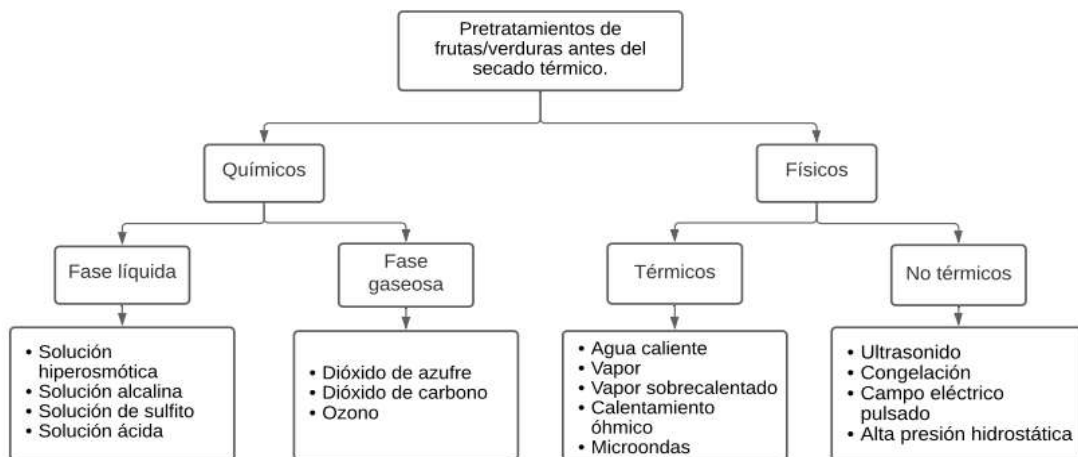 Pretratamientos de
frutas/verduras antes del
secado térmico.
Químicos
Físicos
Fase líquida
Fase
gaseosa
Térmicos
No térmicos
• Solución
hiperosmótica
• Solución alcalina
• Solución de sulfito
• Solución ácida
• Dióxido de azufre
• Dióxido de carbono
• Ozono
• Agua caliente
• Vapor
• Vapor sobrecalentado
• Calentamiento
óhmico
• Microondas
• Ultrasonido
• Congelación
• Campo eléctrico
pulsado
• Alta presión hidrostática